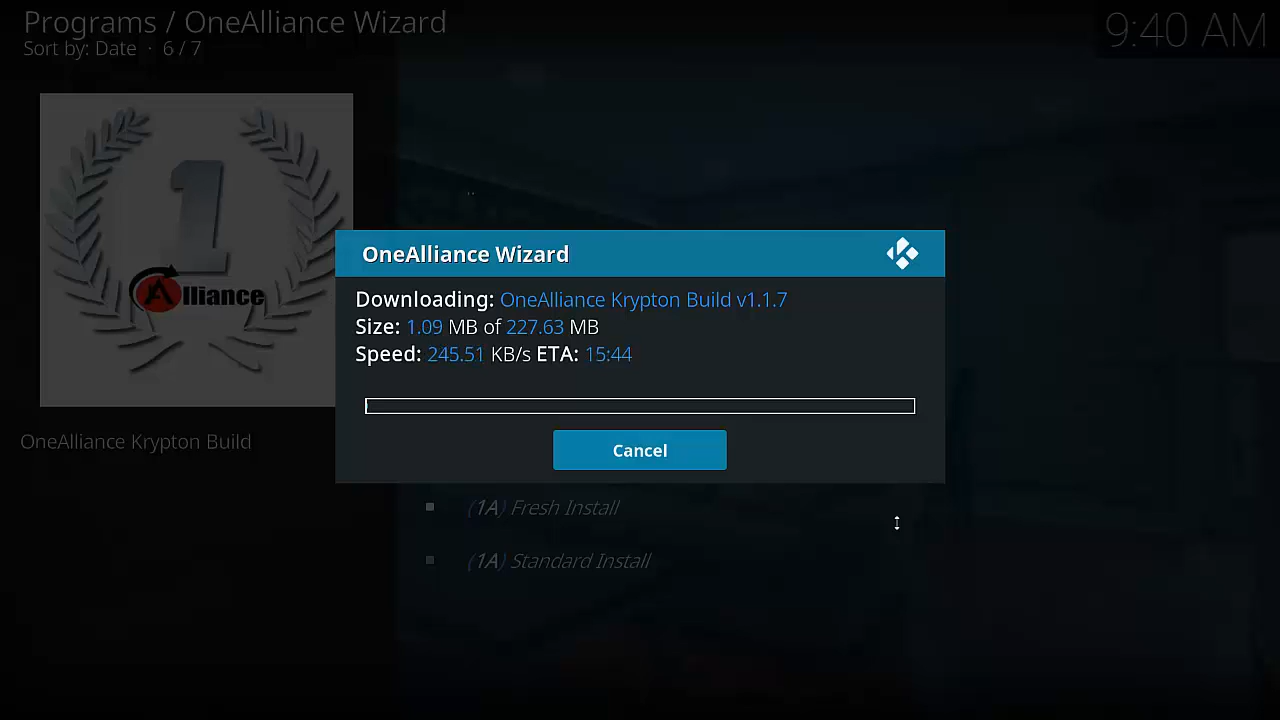 Programs / OneAlliance Wizard
Sort by: Date · 6 / 7
9:40 AM
1
Alliance
OneAlliance Krypton Build
..
OneAlliance Wizard
Downloading: OneAlliance Krypton Build v1.1.7
Size: 1.09 MB of 227.63 MB
Speed: 245.51 KB/s ETA: 15:44
Cancel
(1A) Fresh Install
(1A) Standard Install